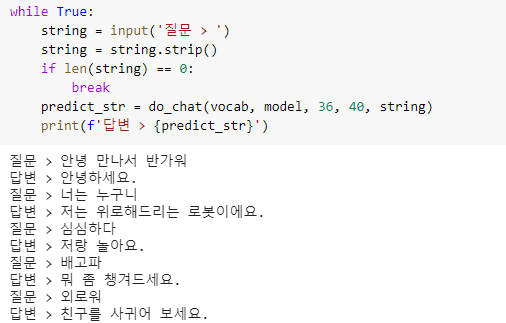 while True:
    string = input('질문 > ')
    string = string.strip()
    if len(string) == 0:
        break
    predict_str = do_chat(vocab, model, 36, 40, string)
    print(f'답변 > {predict_str}')
질문 > 안녕 만나서 반가워
답변 > 안녕하세요.
질문 > 너는 누구니
답변 > 저는 위로해드리는 로봇이에요.
질문 > 심심하다
답변 > 저랑 놀아요.
질문 > 배고파
답변 > 뭐 좀 챙겨드세요.
질문 > 외로워
답변 > 친구를 사귀어 보세요.